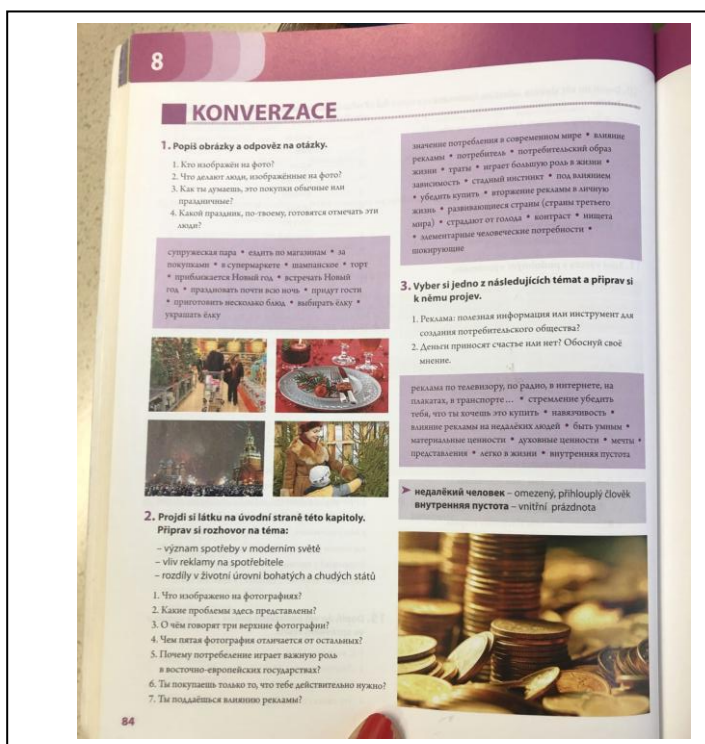 8
KONVERZACE
1. Popiš obrázky a odpověz na otázky.
1. Кто изображён на фото?
2. Что делают люди, изображённые на фото?
3. Как ты думаешь, это покупки обычные или
праздничные?
4. Какой праздник, по-твоему, готовятся отмечать эти
люди?
супружеская пара • ездить по магазинам • за
покупками • в супермаркете • шампанское • торт
• приближается Новый год • встречать Новый
год • праздновать почти всю ночь • придут гости
• приготовить несколько блюд • выбирать ёлку •
украшать ёлку
2. Projdi si látku na úvodní straně této kapitoly.
Připrav si rozhovor na téma:
– význam spotřeby v moderním světě
– vliv reklamy na spotřebitele
– rozdíly v životní úrovni bohatých a chudých států
1. Что изображено на фотографиях?
2. Какие проблемы здесь представлены?
3. О чём говорят три верхние фотографии?
4. Чем пятая фотография отличается от остальных?
5. Почему потребление играет важную роль
в восточно-европейских государствах?
6. Ты покупаешь только то, что тебе действительно нужно?
7. Ты поддаёшься влиянию рекламы?
84
значение потребления в современном мире • влияние
рекламы • потребитель • потребительский образ
жизни • траты • играет большую роль в жизни •
зависимость • стадный инстинкт • под влиянием
• убедить купить • вторжение рекламы в личную
жизнь • развивающиеся страны (страны третьего
мира) • страдают от голода • контраст • нищета
• элементарные человеческие потребности •
шокирующие
3. Vyber si jedno z následujících témat a připrav si
k němu projev.
1. Реклама: полезная информация или инструмент для
создания потребительского общества?
2. Деньги приносят счастье или нет? Обоснуй своё
мнение.
реклама по телевизору, по радио, в интернете, на
плакатах, в транспорте… • стремление убедить
тебя, что ты хочешь это купить • навязчивость •
влияние рекламы на недалёких людей • быть умным •
материальные ценности • духовные ценности • мечты •
представления • легко в жизни • внутренняя пустота
➤ недалёкий человек – omezený, přihlouplý člověk
внутренняя пустота – vnitřní prázdnota